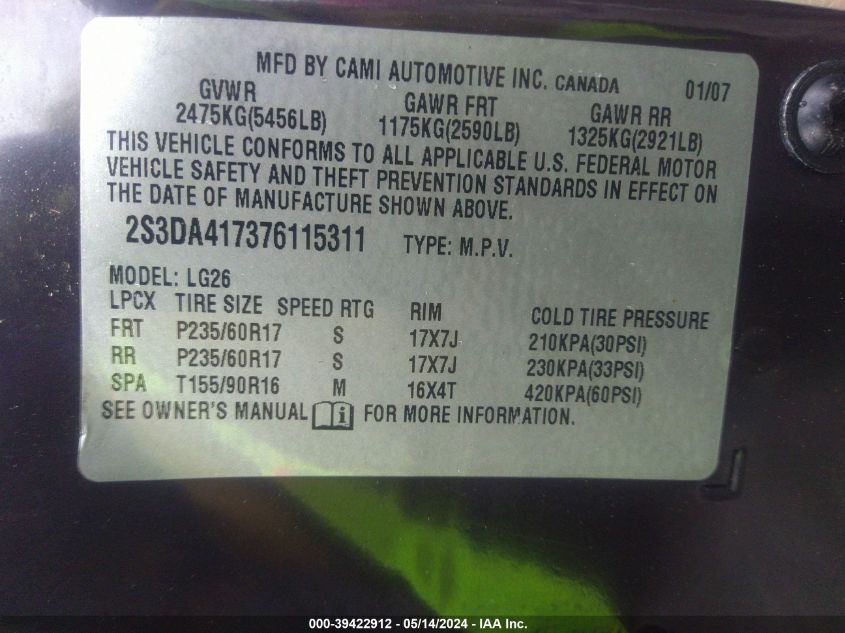 MFD BY CAMI AUTOMOTIVE INC. CANADA 01/07
GVWR GAWR FRT GAWR RR
2475KG(5456LB) 1175KG(2590LB) 1325KG(2921LB)
THIS VEHICLE CONFORMS TO ALL APPLICABLE U.S. FEDERAL MOTOR
VEHICLE SAFETY AND THEFT PREVENTION STANDARDS IN EFFECT ON
THE DATE OF MANUFACTURE SHOWN ABOVE.
2S3DA417376115311 TYPE: M.P.V.
MODEL: LG26
LPCX TIRE SIZE SPEED RTG RIM COLD TIRE PRESSURE
FRT P235/60R17 S 17X7J 210KPA(30PSI)
RR P235/60R17 S 17X7J 230KPA(33PSI)
SPA T155/90R16 M 16X4T 420KPA(60PSI)
SEE OWNER'S MANUAL i FOR MORE INFORMATION.
000-39422912 - 05/14/2024 - IAA Inc.